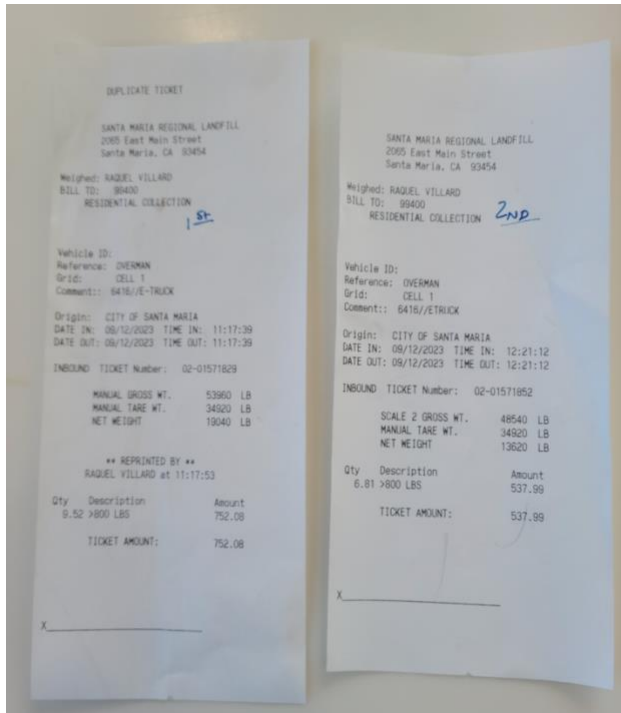 DUPLICATE TICKET
SANTA MARIA REGIONAL LANDFILL
2065 East Main Street
Santa Maria, CA 93454
Weighed: RAQUEL VILLARD
BILL TO: 99400
RESIDENTIAL COLLECTION
1st
Vehicle ID:
Reference: OVERMAN
Grid: CELL 1
Comment:: 6416//E-TRUCK
Origin: CITY OF SANTA MARIA
DATE IN: 09/12/2023 TIME IN: 11:17:39
DATE OUT: 09/12/2023 TIME OUT: 11:17:39
INBOUND TICKET Number: 02-01571829
MANUAL GROSS WT. 53960 LB
MANUAL TARE WT. 34920 LB
NET WEIGHT 19040 LB
** REPRINTED BY **
RAQUEL VILLARD at 11:17:53
Qty Description Amount
9.52 >800 LBS 752.08
TICKET AMOUNT: 752.08
X
SANTA MARIA REGIONAL LANDFILL
2065 East Main Street
Santa Maria, CA 93454
Weighed: RAQUEL VILLARD
BILL TO: 99400
RESIDENTIAL COLLECTION 2ND
Vehicle ID:
Reference: OVERMAN
Grid: CELL 1
Comment:: 6416//ETRUCK
Origin: CITY OF SANTA MARIA
DATE IN: 09/12/2023 TIME IN: 12:21:12
DATE OUT: 09/12/2023 TIME OUT: 12:21:12
INBOUND TICKET Number: 02-01571852
SCALE 2 GROSS WT. 48540 LB
MANUAL TARE WT. 34920 LB
NET WEIGHT 13620 LB
Qty Description Amount
6.81 >800 LBS 537.99
TICKET AMOUNT: 537.99
X